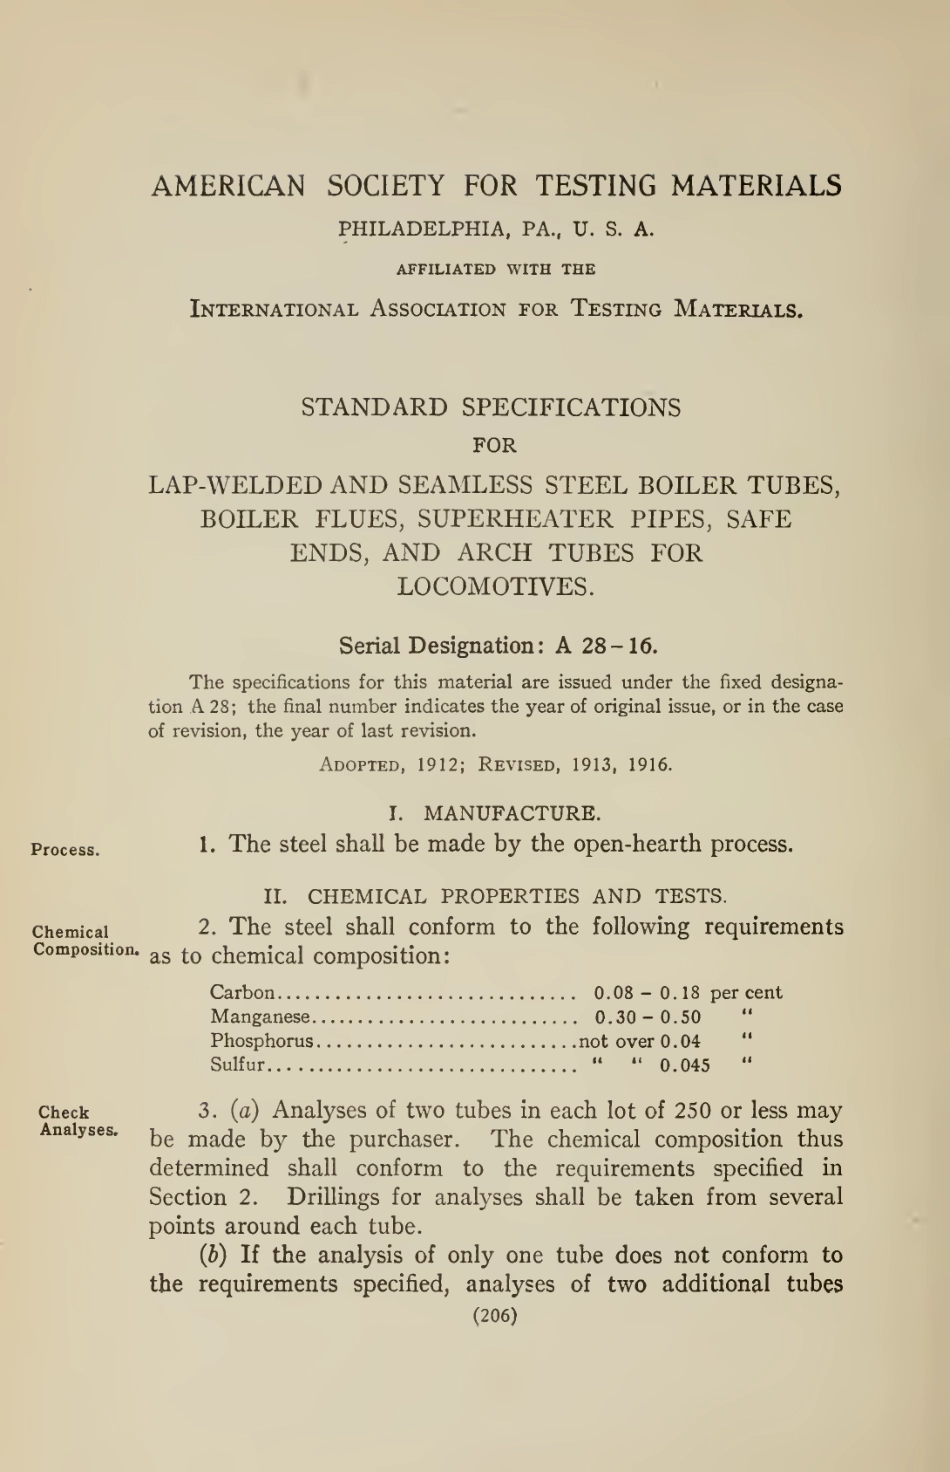 AMERICAN SOCIETY FOR TESTING MATERIALS
PHILADELPHIA, PA., U. S. A.
AFFILIATED WITH THE
INTERNATIONAL ASSOCIATION FOR TESTING MATERIALS.
STANDARD SPECIFICATIONS
FOR
LAP-WELDED AND SEAMLESS STEEL BOILER TUBES,
BOILER FLUES, SUPERHEATER PIPES, SAFE
ENDS, AND ARCH TUBES FOR
LOCOMOTIVES.
Serial Designation: A 28–16.
The specifications for this material are issued under the fixed designa-
tion A 28; the final number indicates the year of original issue, or in the case
of revision, the year of last revision.
ADOPTED, 1912; REVISED, 1913, 1916.
I. MANUFACTURE.
Process.
1. The steel shall be made by the open-hearth process.
II. CHEMICAL PROPERTIES AND TESTS.
Chemical
Composition.
2. The steel shall conform to the following requirements
as to chemical composition:
Carbon............................... 0.08 – 0.18 per cent
Manganese............................ 0.30 – 0.50 “
Phosphorus...........................not over 0.04 “
Sulfur................................ “ “ 0.045 “
Check
Analyses.
3. (a) Analyses of two tubes in each lot of 250 or less may
be made by the purchaser. The chemical composition thus
determined shall conform to the requirements specified in
Section 2. Drillings for analyses shall be taken from several
points around each tube.
(b) If the analysis of only one tube does not conform to
the requirements specified, analyses of two additional tubes
(206)